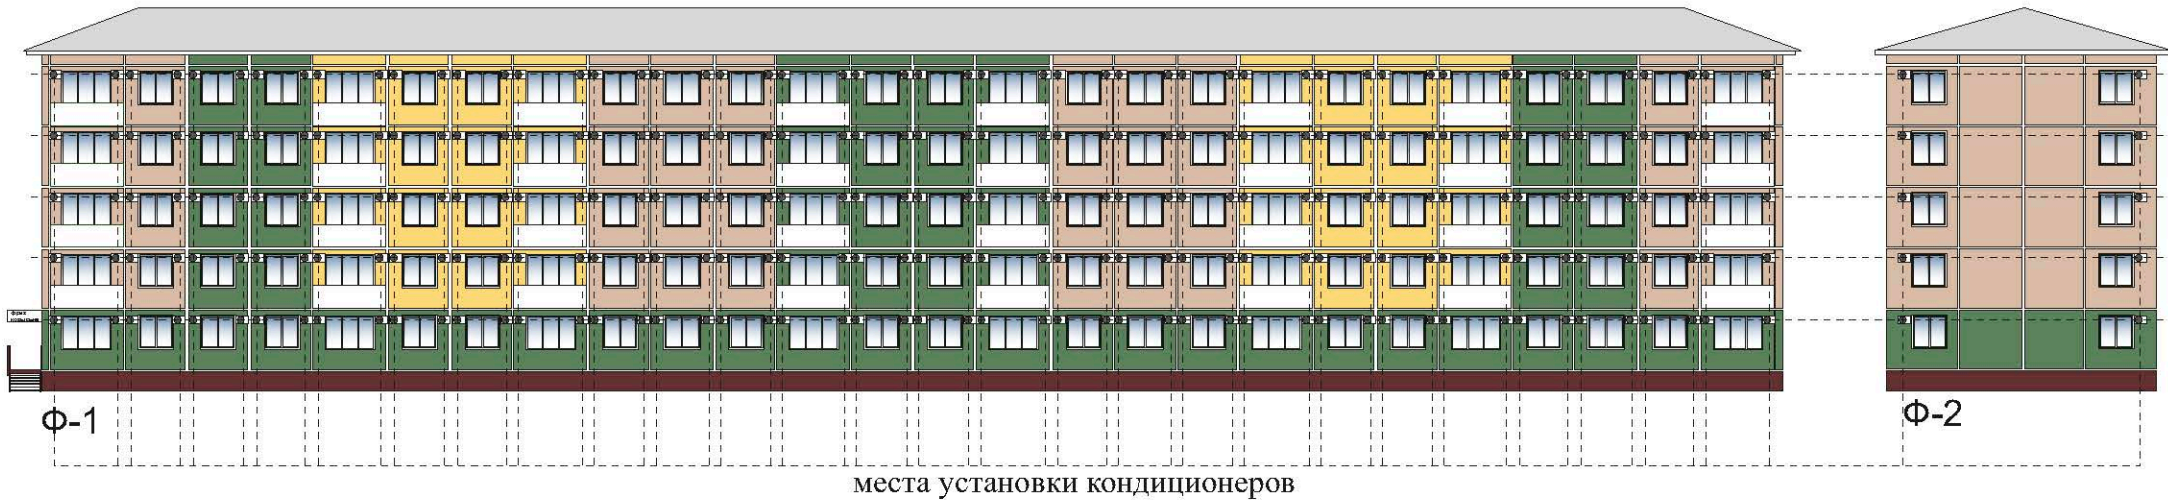 Ф-1
Ф-2
места установки кондиционеров